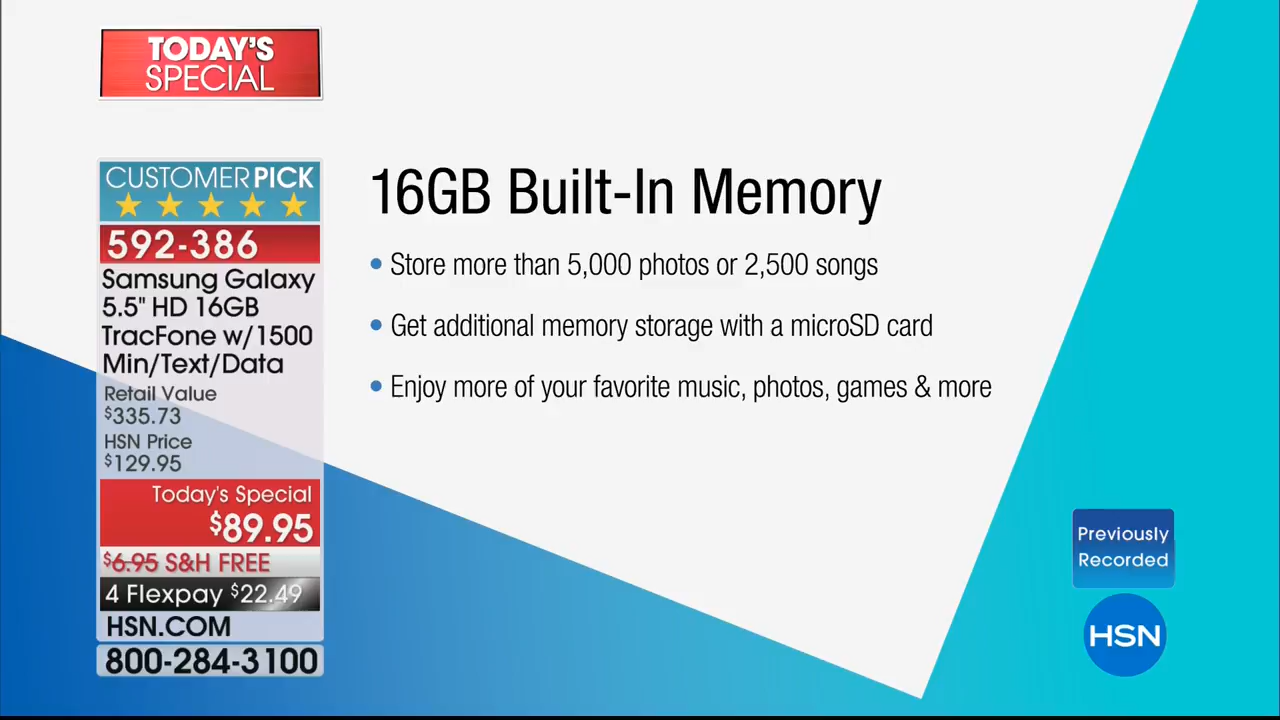 TODAY'S
SPECIAL
CUSTOMER PICK
592-386
Samsung Galaxy
5.5" HD 16GB
TracFone w/1500
Min/Text/Data
Retail Value
$335.73
HSN Price
$129.95
Today's Special
$89.95
$6.95 S&H FREE
4 Flexpay $22.49
HSN.COM
800-284-3100
16GB Built-In Memory
• Store more than 5,000 photos or 2,500 songs
• Get additional memory storage with a microSD card
• Enjoy more of your favorite music, photos, games & more
Previously
Recorded
HSN